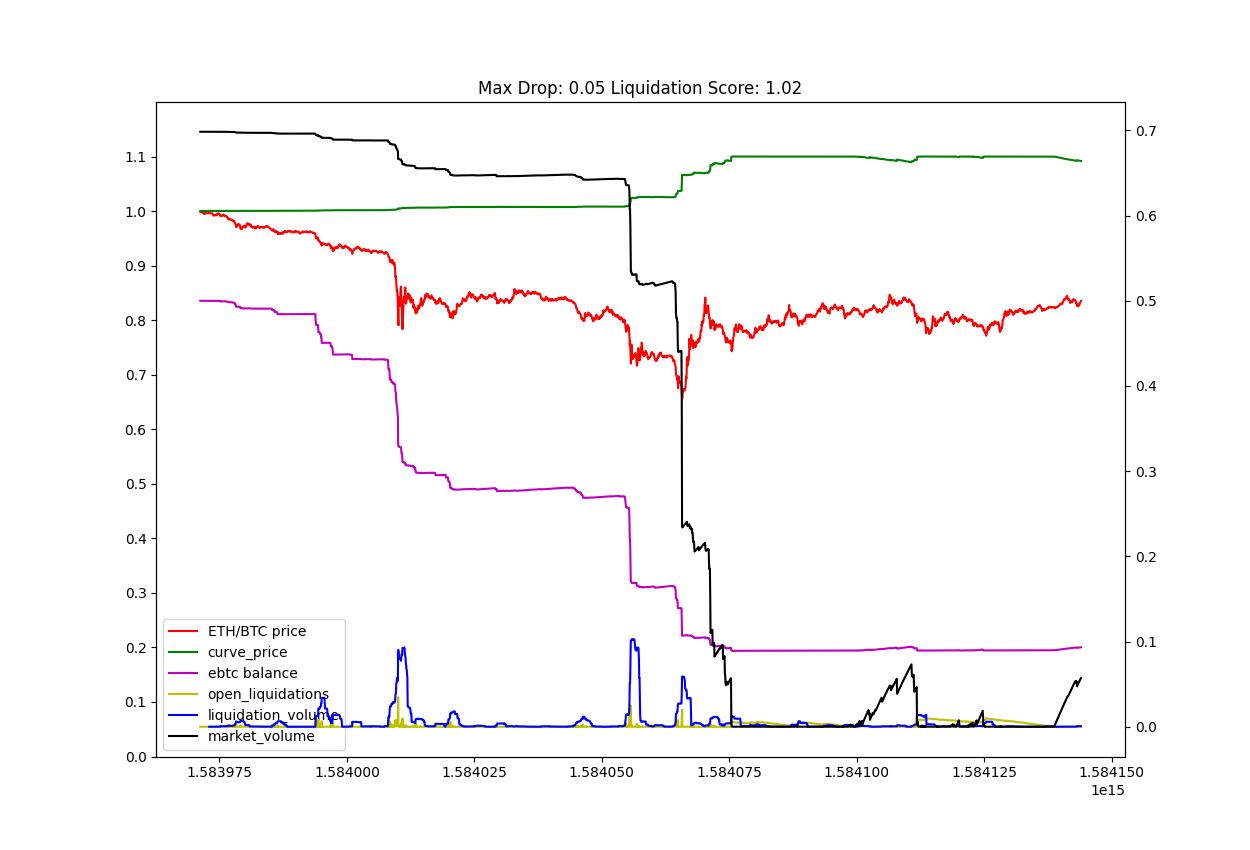 Max Drop: 0.05 Liquidation Score: 1.02
1.1
1.0
0.9
0.8
0.7
0.6
0.5
0.4
0.3
0.2
0.1
0.0
0.7
0.6
0.5
0.4
0.3
0.2
0.1
0.0
ETH/BTC price
curve_price
ebtc balance
open_liquidations
liquidation_volume
market_volume
1.583975 1.584000 1.584025 1.584050 1.584075 1.584100 1.584125 1.584150
1e15